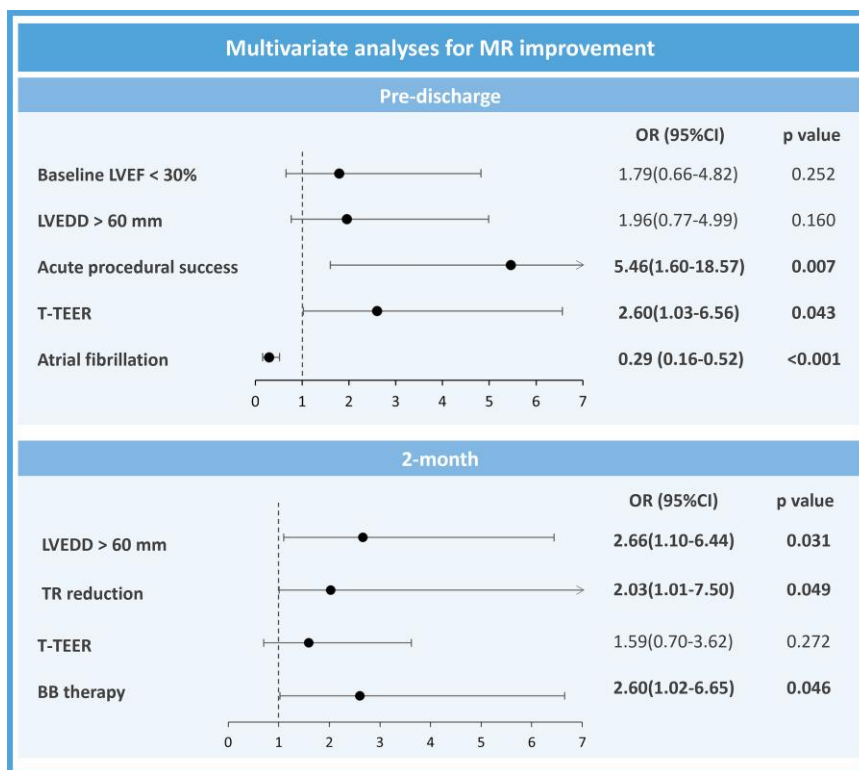 Multivariate analyses for MR improvement
Pre-discharge
OR (95%CI) p value
Baseline LVEF < 30% 1.79(0.66-4.82) 0.252
LVEDD > 60 mm 1.96(0.77-4.99) 0.160
Acute procedural success 5.46(1.60-18.57) 0.007
T-TEER 2.60(1.03-6.56) 0.043
Atrial fibrillation 0.29 (0.16-0.52) <0.001
0 1 2 3 4 5 6 7
2-month
OR (95%CI) p value
LVEDD > 60 mm 2.66(1.10-6.44) 0.031
TR reduction 2.03(1.01-7.50) 0.049
T-TEER 1.59(0.70-3.62) 0.272
BB therapy 2.60(1.02-6.65) 0.046
0 1 2 3 4 5 6 7